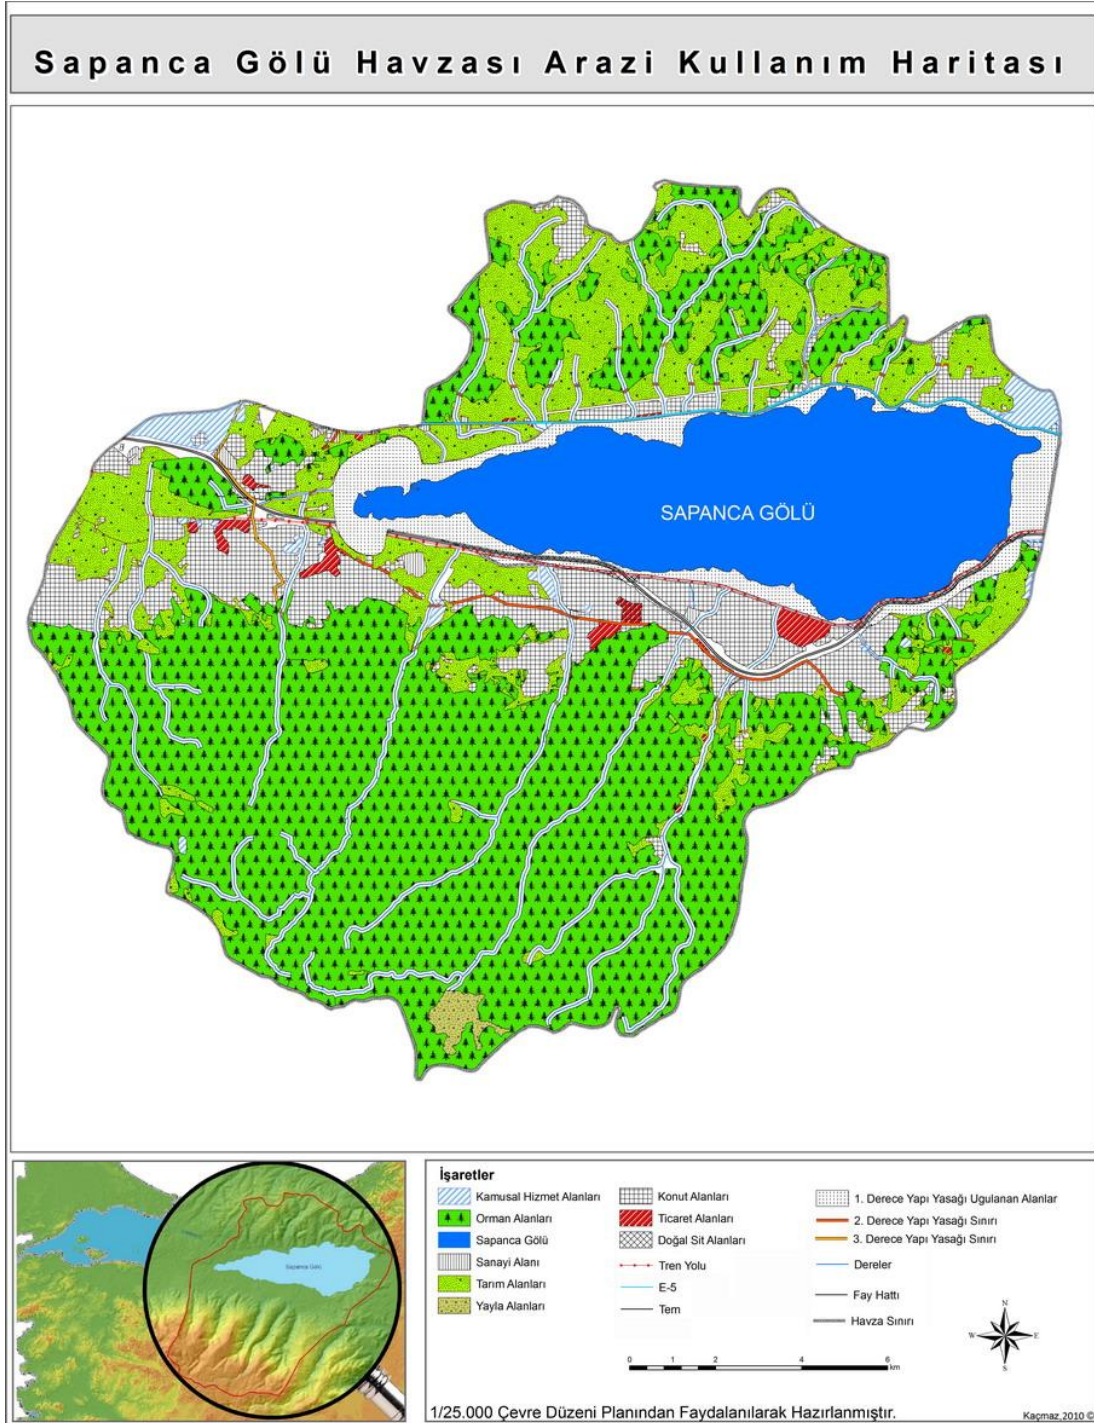 Sapanca Gölü Havzası Arazi Kullanım Haritası
SAPANCA GÖLÜ
Sapanca Gölü
İşaretler
Kamusal Hizmet Alanları
Orman Alanları
Sapanca Gölü
Sanayi Alanı
Tarım Alanları
Yayla Alanları
Konut Alanları
Ticaret Alanları
Doğal Sit Alanları
Tren Yolu
E-5
Tem
1. Derece Yapı Yasağı Ugulanan Alanlar
2. Derece Yapı Yasağı Sınırı
3. Derece Yapı Yasağı Sınırı
Dereler
Fay Hattı
Havza Sınırı
N
W E
S
0 1 2 4 6
km
1/25.000 Çevre Düzeni Planından Faydalanılarak Hazırlanmıştır.
Kaçmaz,2010 ©